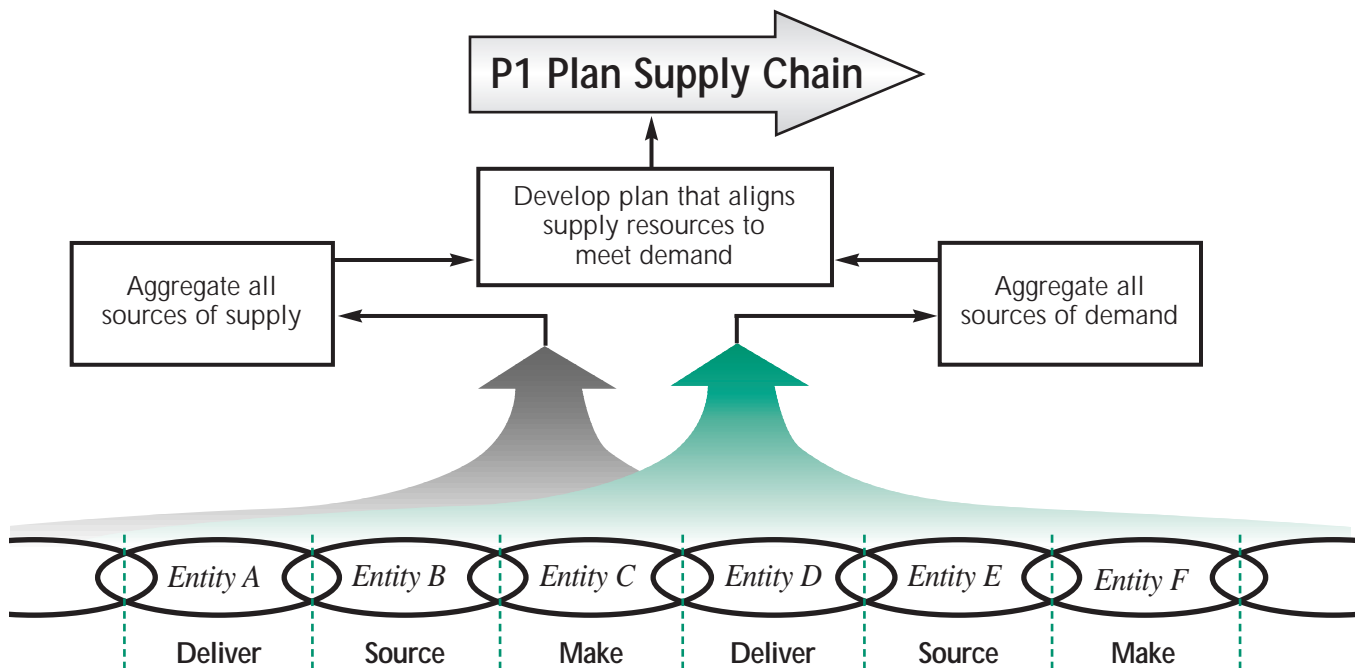 P1 Plan Supply Chain
Develop plan that aligns
supply resources to
meet demand
Aggregate all
sources of supply
Aggregate all
sources of demand
Entity A
Entity B
Entity C
Entity D
Entity E
Entity F
Deliver
Source
Make
Deliver
Source
Make